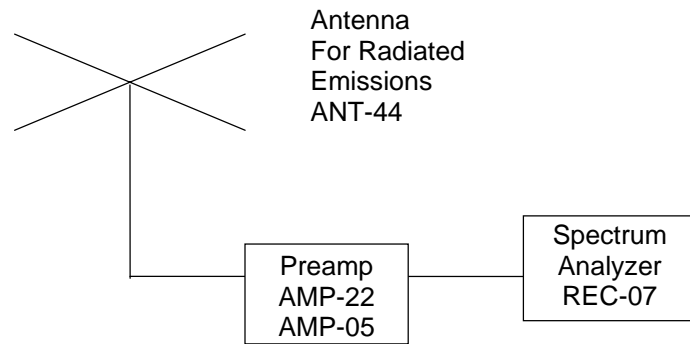 Antenna
For Radiated
Emissions
ANT-44
Preamp
AMP-22
AMP-05
Spectrum
Analyzer
REC-07